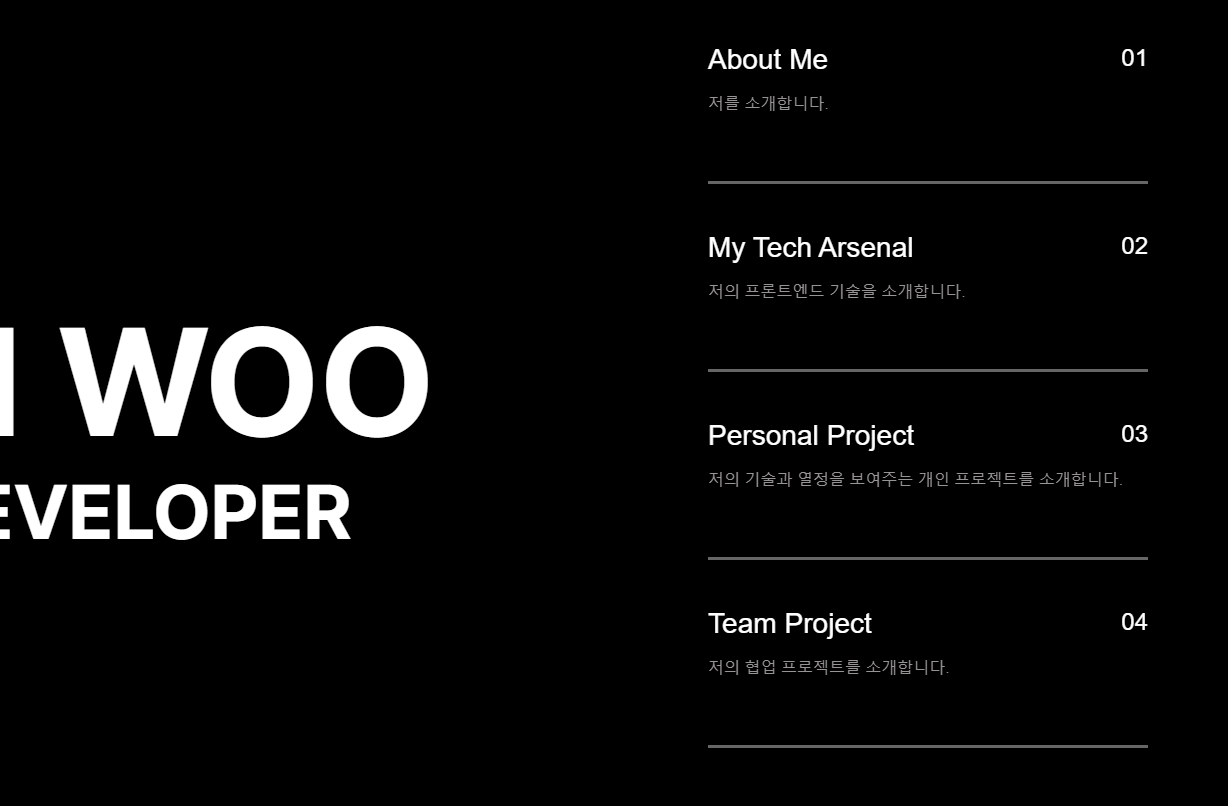 WOO
EVELOPER
About Me 01
저를 소개합니다.
My Tech Arsenal 02
저의 프론트엔드 기술을 소개합니다.
Personal Project 03
저의 기술과 열정을 보여주는 개인 프로젝트를 소개합니다.
Team Project 04
저의 협업 프로젝트를 소개합니다.